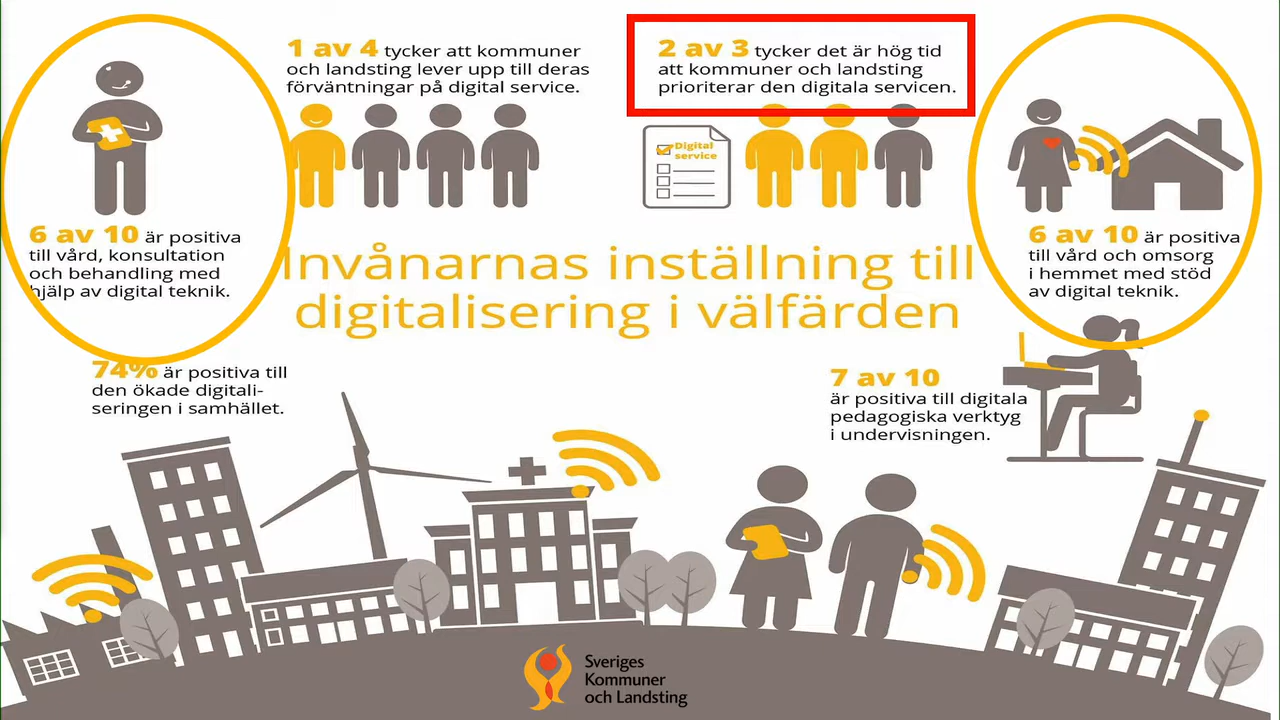 1 av 4 tycker att kommuner
och landsting lever upp till deras
förväntningar på digital service.
2 av 3 tycker det är hög tid
att kommuner och landsting
prioriterar den digitala servicen.
Digital
service
6 av 10 är positiva
till vård, konsultation
och behandling med
hjälp av digital teknik.
6 av 10 är positiva
till vård och omsorg
i hemmet med stöd
av digital teknik.
Invånarnas inställning till
digitalisering i välfärden
74% är positiva till
den ökade digitali-
seringen i samhället.
7 av 10
är positiva till digitala
pedagogiska verktyg
i undervisningen.
Sveriges
Kommuner
och Landsting